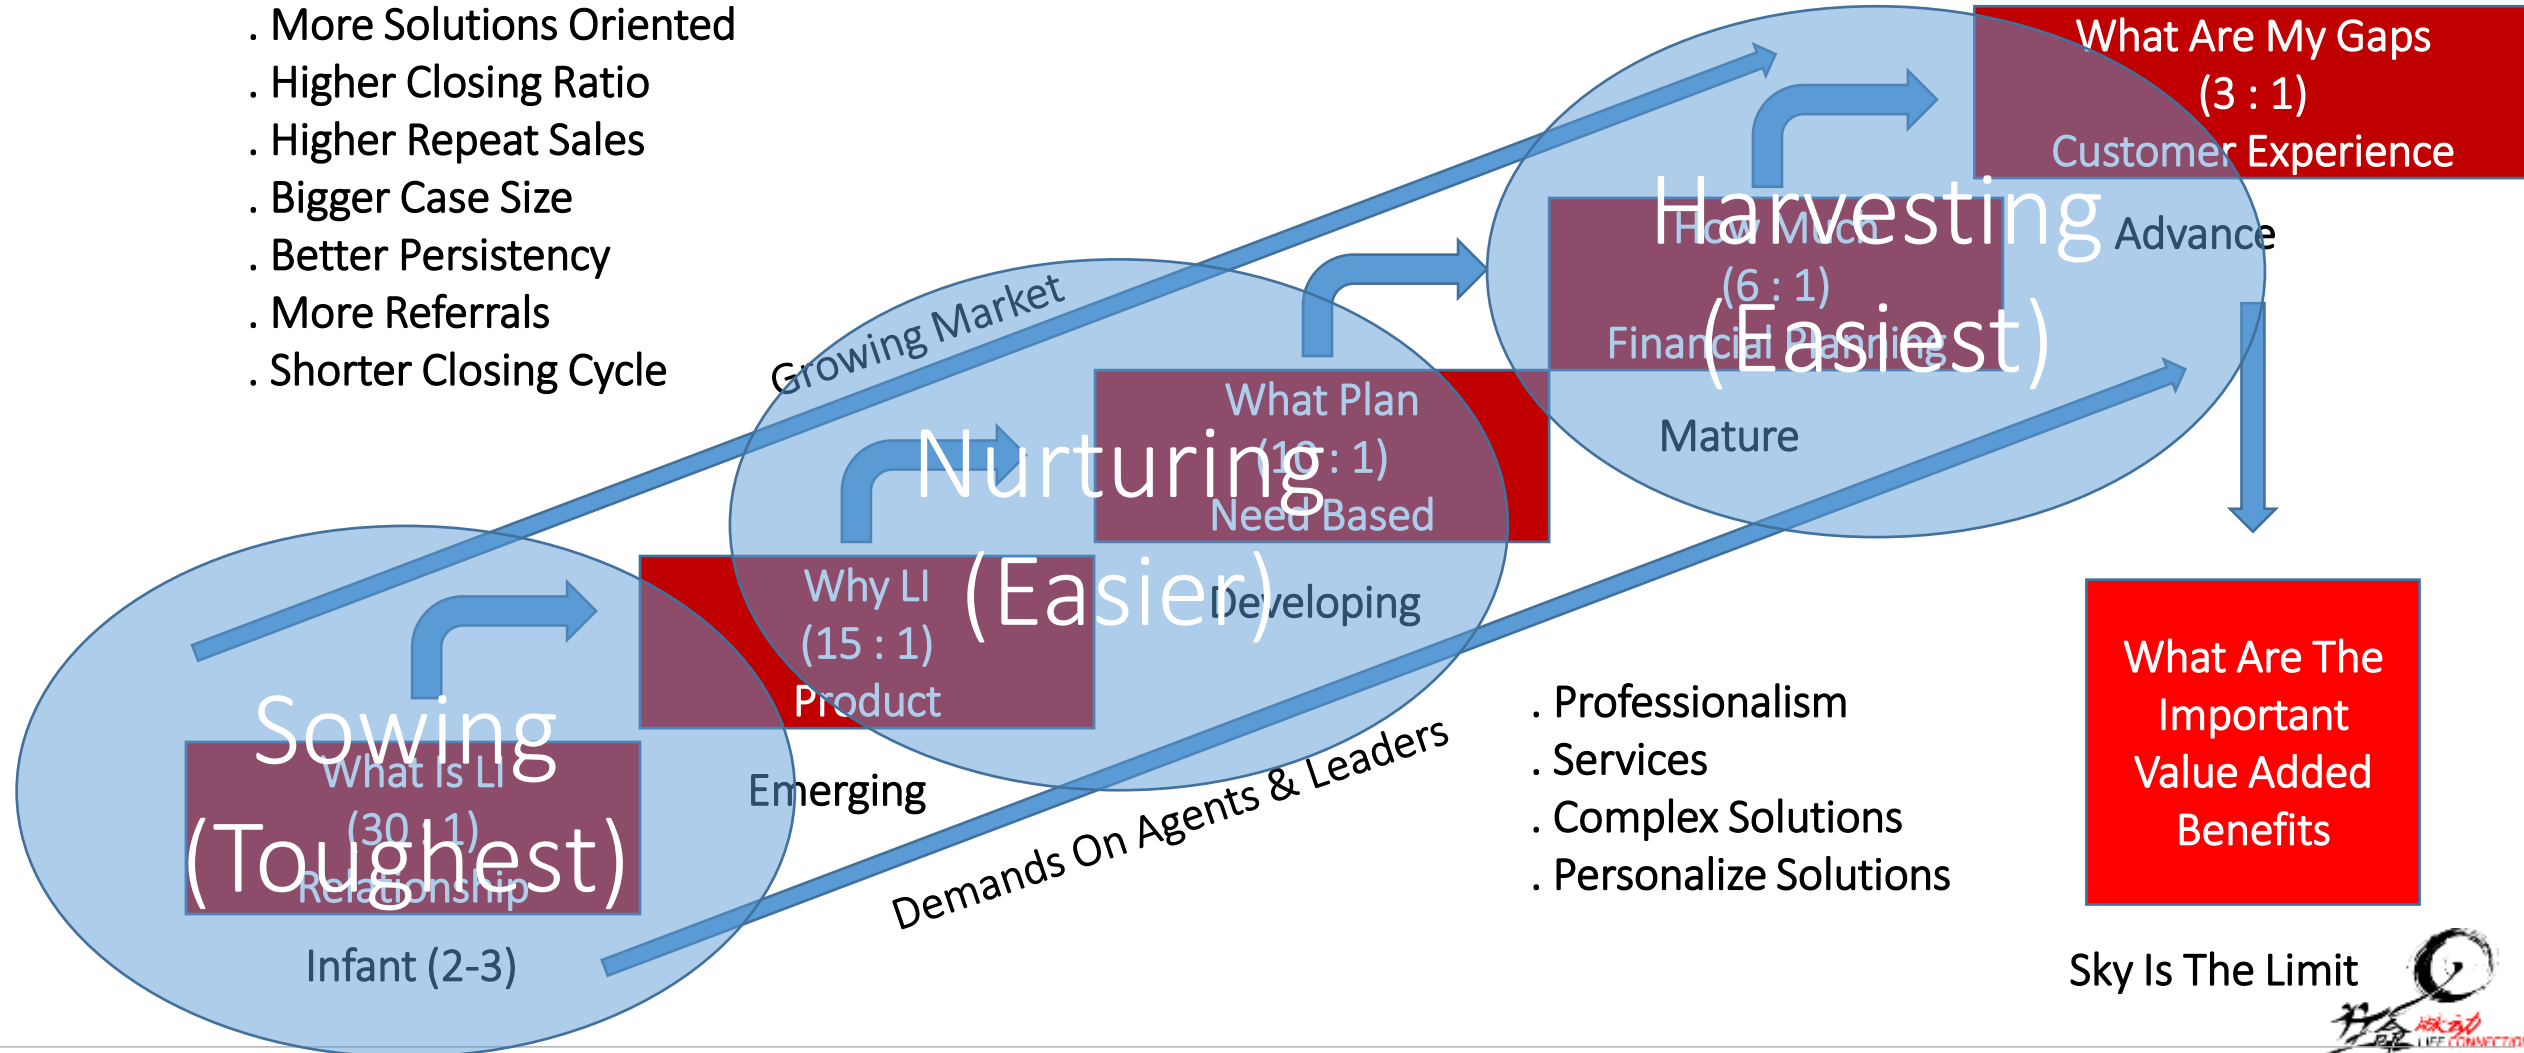 . More Solutions Oriented
. Higher Closing Ratio
. Higher Repeat Sales
. Bigger Case Size
. Better Persistency
. More Referrals
. Shorter Closing Cycle
What Are My Gaps
(3 : 1)
Customer Experience
Advance
Harvesting
(Easiest)
How Much
(6 : 1)
Financial Planning
Mature
Growing Market
What Plan
(10 : 1)
Need Based
Nurturing
(Easier)
Developing
Why LI
(15 : 1)
Product
Emerging
Sowing
(Toughest)
What Is LI
(30 : 1)
Relationship
Infant (2-3)
Demands On Agents & Leaders
. Professionalism
. Services
. Complex Solutions
. Personalize Solutions
What Are The
Important
Value Added
Benefits
Sky Is The Limit
LIFE CONNECTION